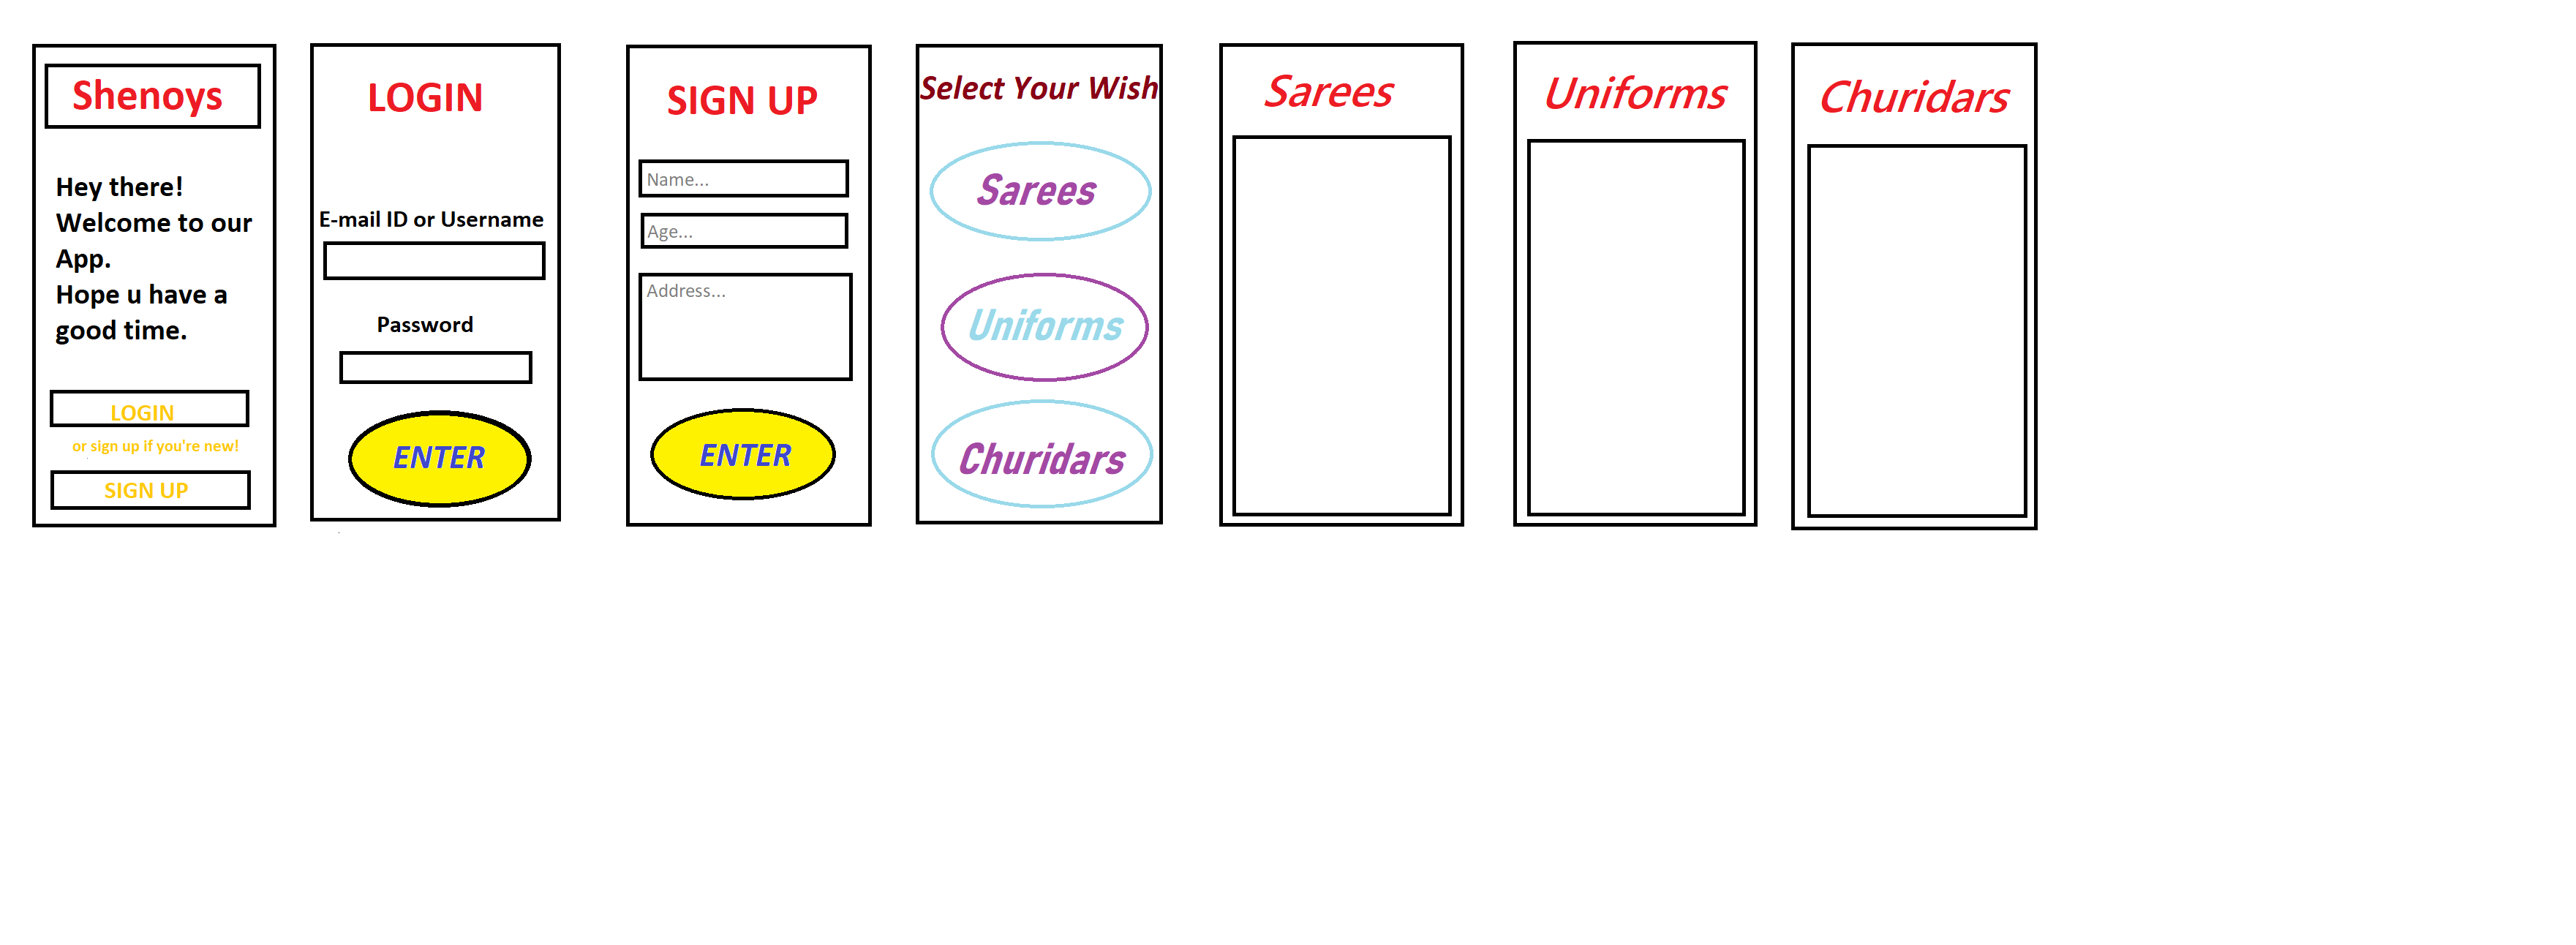 Shenoys
Hey there!
Welcome to our
App.
Hope u have a
good time.
LOGIN
or sign up if you're new!
SIGN UP
LOGIN
E-mail ID or Username
Password
ENTER
SIGN UP
Name...
Age...
Address...
ENTER
Select Your Wish
Sarees
Uniforms
Churidars
Sarees
Uniforms
Churidars